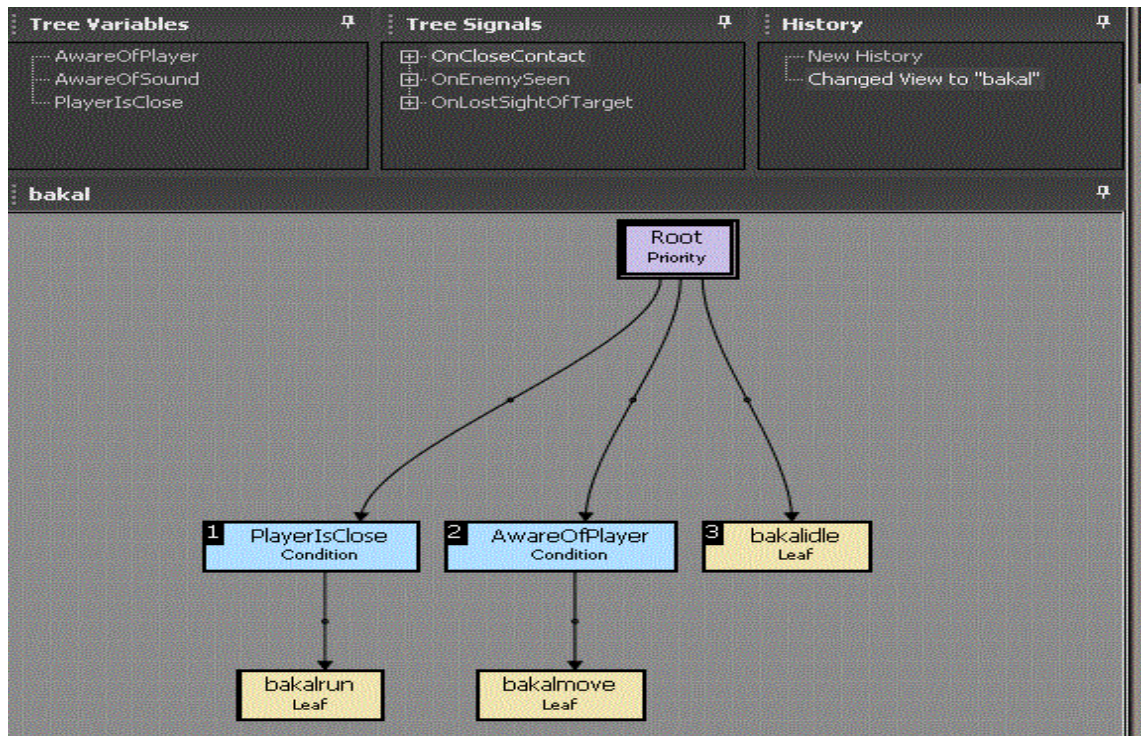 Tree Variables
AwareOfPlayer
AwareOfSound
PlayerIsClose
Tree Signals
OnCloseContact
OnEnemySeen
OnLostSightOfTarget
History
New History
Changed View to "bakal"
bakal
Root
Priority
1 PlayerIsClose
Condition
2 AwareOfPlayer
Condition
3 bakalidle
Leaf
bakalrun
Leaf
bakalmove
Leaf